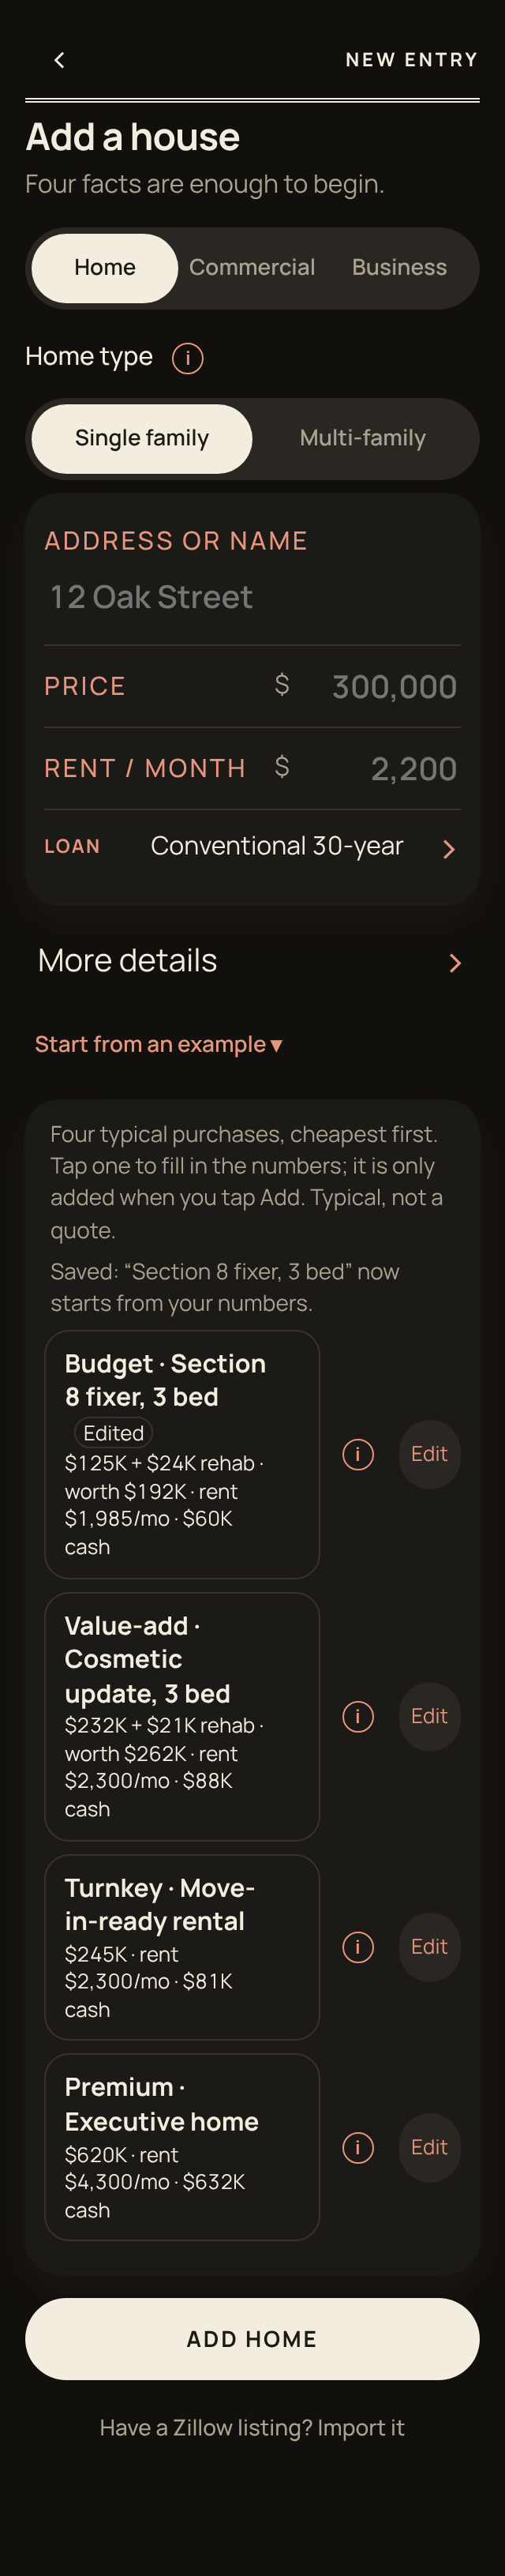 NEW ENTRY
Add a house
Four facts are enough to begin.
Home Commercial Business
Home type i
Single family Multi-family
ADDRESS OR NAME
12 Oak Street
PRICE $ 300,000
RENT / MONTH $ 2,200
LOAN Conventional 30-year
More details
Start from an example ▾
Four typical purchases, cheapest first.
Tap one to fill in the numbers; it is only
added when you tap Add. Typical, not a
quote.
Saved: “Section 8 fixer, 3 bed” now
starts from your numbers.
Budget · Section
8 fixer, 3 bed
Edited
$125K + $24K rehab ·
worth $192K · rent
$1,985/mo · $60K
cash
i Edit
Value-add ·
Cosmetic
update, 3 bed
$232K + $21K rehab ·
worth $262K · rent
$2,300/mo · $88K
cash
i Edit
Turnkey · Move-
in-ready rental
$245K · rent
$2,300/mo · $81K
cash
i Edit
Premium ·
Executive home
$620K · rent
$4,300/mo · $632K
cash
i Edit
ADD HOME
Have a Zillow listing? Import it